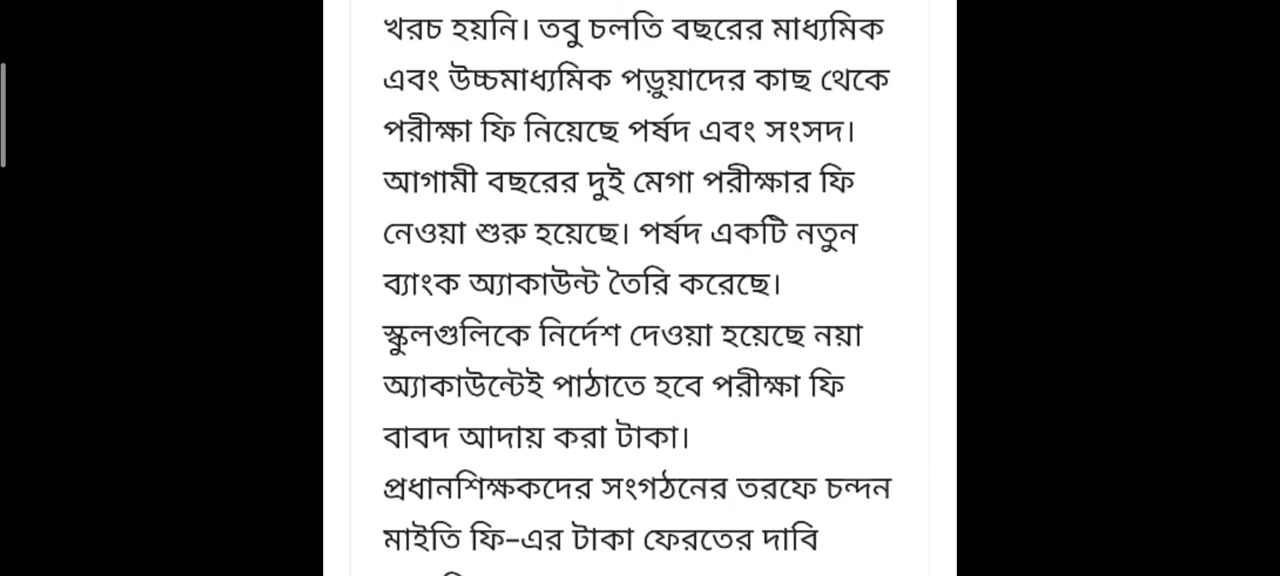 খরচ হয়নি। তবু চলতি বছরের মাধ্যমিক
এবং উচ্চমাধ্যমিক পড়ুয়াদের কাছ থেকে
পরীক্ষা ফি নিয়েছে পর্ষদ এবং সংসদ।
আগামী বছরের দুই মেগা পরীক্ষার ফি
নেওয়া শুরু হয়েছে। পর্ষদ একটি নতুন
ব্যাংক অ্যাকাউন্ট তৈরি করেছে।
স্কুলগুলিকে নির্দেশ দেওয়া হয়েছে নয়া
অ্যাকাউন্টেই পাঠাতে হবে পরীক্ষা ফি
বাবদ আদায় করা টাকা।
প্রধানশিক্ষকদের সংগঠনের তরফে চন্দন
মাইতি ফি–এর টাকা ফেরতের দাবি